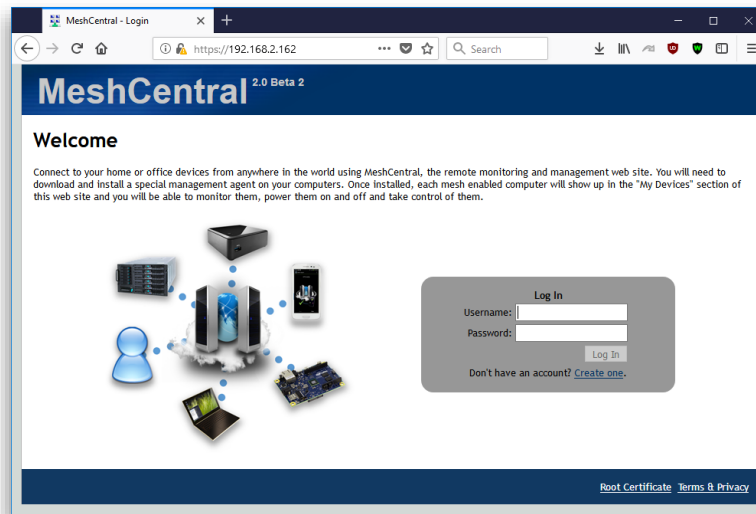 MeshCentral - Login
https://192.168.2.162
Search
MeshCentral 2.0 Beta 2
Welcome
Connect to your home or office devices from anywhere in the world using MeshCentral, the remote monitoring and management web site. You will need to
download and install a special management agent on your computers. Once installed, each mesh enabled computer will show up in the "My Devices" section of
this web site and you will be able to monitor them, power them on and off and take control of them.
Log In
Username:
Password:
Log In
Don't have an account? Create one.
Root Certificate Terms & Privacy